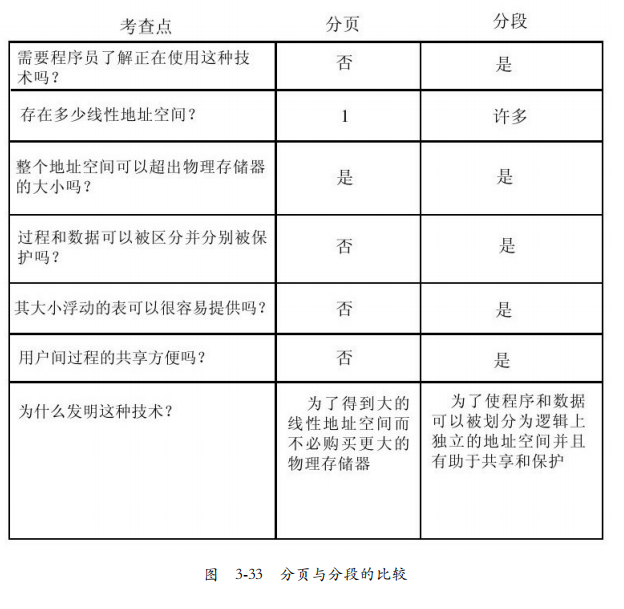 考查点 分页 分段
需要程序员了解正在使用这种技 否 是
术吗？
存在多少线性地址空间？ 1 许多
整个地址空间可以超出物理存储器 是 是
的大小吗？
过程和数据可以被区分并分别被保 否 是
护吗？
其大小浮动的表可以很容易提供吗？ 否 是
用户间过程的共享方便吗？ 否 是
为什么发明这种技术？
为了得到大的
线性地址空间而
不必购买更大的
物理存储器
为了使程序和数据
可以被划分为逻辑上
独立的地址空间并且
有助于共享和保护
图 3-33 分页与分段的比较